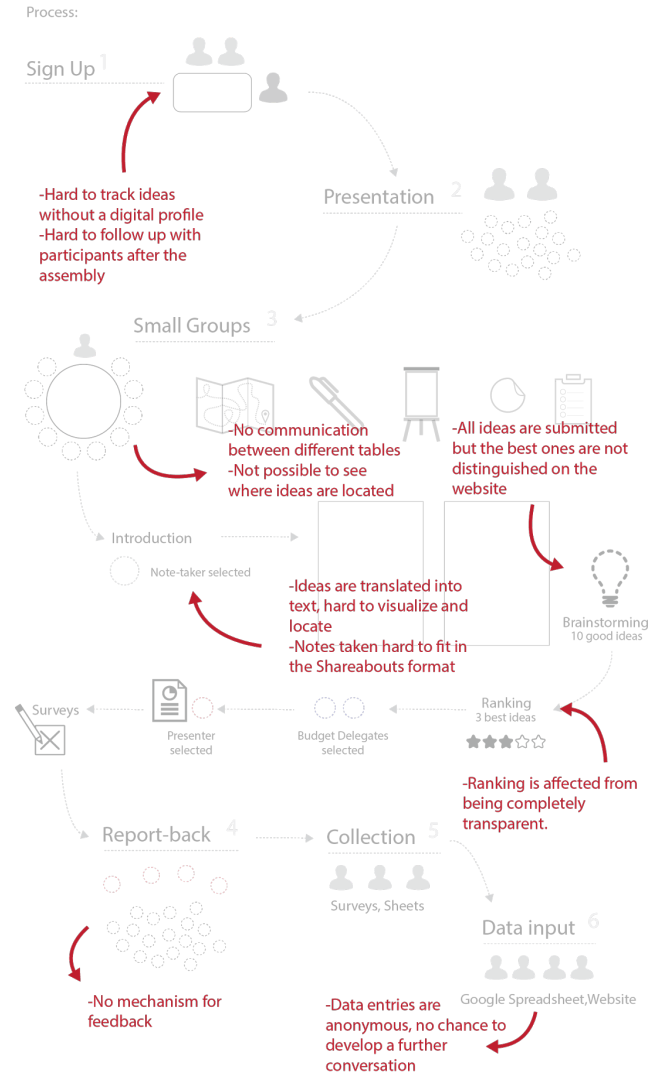 Process:
Sign Up 1
-Hard to track ideas
without a digital profile
-Hard to follow up with
participants after the
assembly
Presentation 2
Small Groups 3
-No communication
between different tables
-Not possible to see
where ideas are located
-All ideas are submitted
but the best ones are not
distinguished on the
website
Introduction
Note-taker selected
-Ideas are translated into
text, hard to visualize and
locate
-Notes taken hard to fit in
the Shareabouts format
Brainstorming
10 good ideas
Ranking
3 best ideas
Budget Delegates
selected
Presenter
selected
Surveys
-Ranking is affected from
being completely
transparent.
Report-back 4
-No mechanism for
feedback
Collection 5
Surveys, Sheets
Data input 6
Google Spreadsheet,Website
-Data entries are
anonymous, no chance to
develop a further
conversation